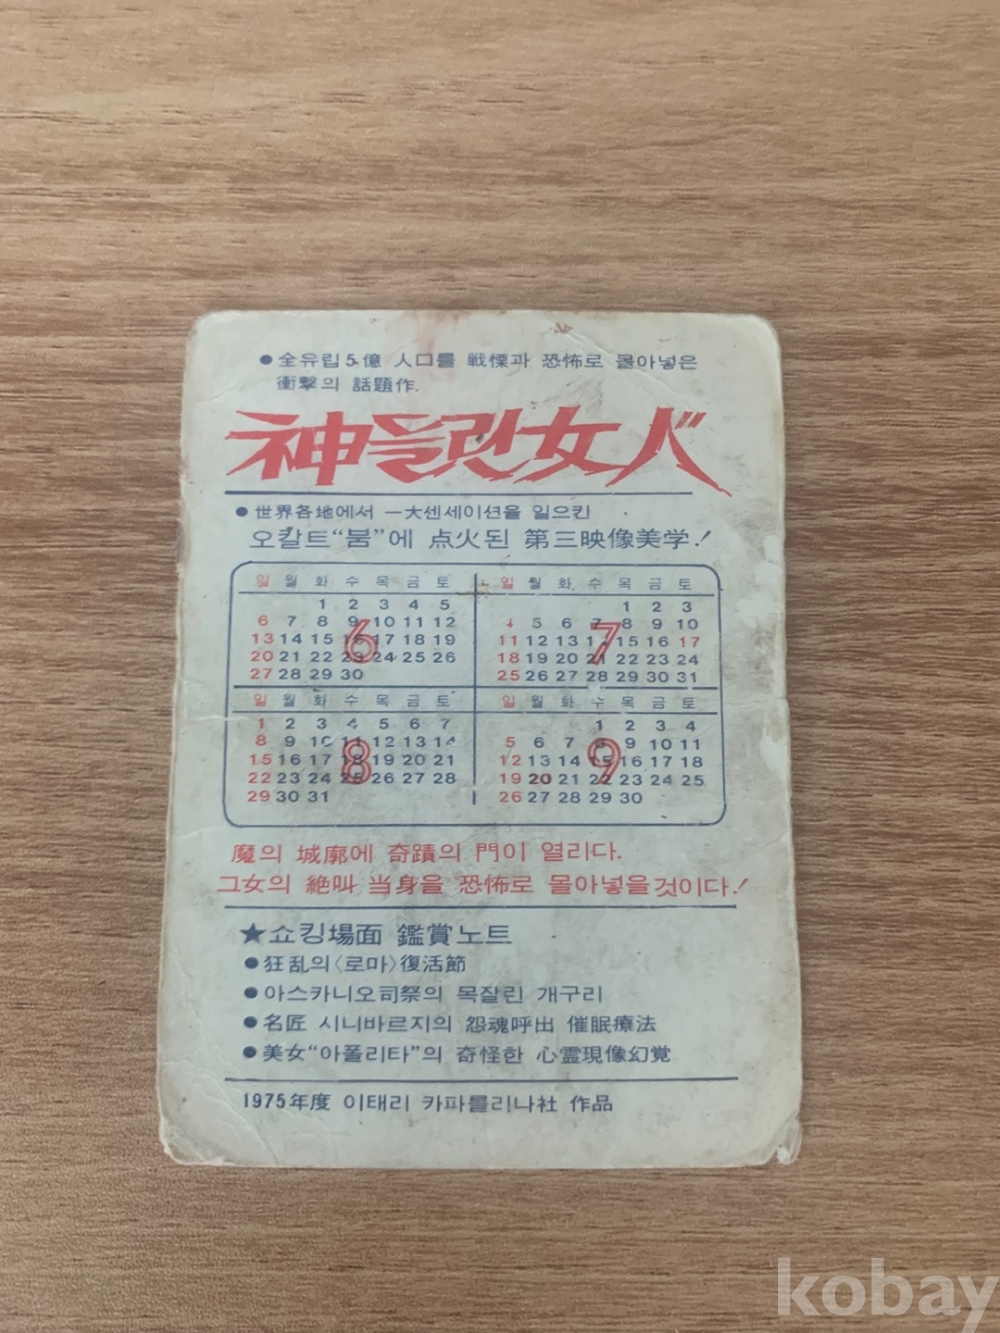 ●全유립5億 人口를 戦慄과 恐怖로 몰아넣은
衝撃의 話題作.
神들린女人
●世界各地에서 一大센세이션을 일으킨
오칼트“붐”에 点火된 第三映像美学!
일 월 화 수 목 금 토
1 2 3 4 5
6 7 8 9 10 11 12
13 14 15 16 17 18 19
20 21 22 23 24 25 26
27 28 29 30
6
일 월 화 수 목 금 토
1 2 3
4 5 6 7 8 9 10
11 12 13 14 15 16 17
18 19 20 21 22 23 24
25 26 27 28 29 30 31
7
일 월 화 수 목 금 토
1 2 3 4 5 6 7
8 9 10 11 12 13 14
15 16 17 18 19 20 21
22 23 24 25 26 27 28
29 30 31
8
일 월 화 수 목 금 토
1 2 3 4
5 6 7 8 9 10 11
12 13 14 15 16 17 18
19 20 21 22 23 24 25
26 27 28 29 30
9
魔의 城廓에 奇蹟의 門이 열리다.
그女의 絶叫 当身을 恐怖로 몰아넣을것이다!
★쇼킹場面 鑑賞노트
●狂乱의〈로마〉復活節
●아스카니오司祭의 목잘린 개구리
●名匠 시니바르지의 怨魂呼出 催眠療法
●美女“아폴리타”의 奇怪한 心霊現像幻覚
1975年度 이태리 카파를리나社 作品
kobay